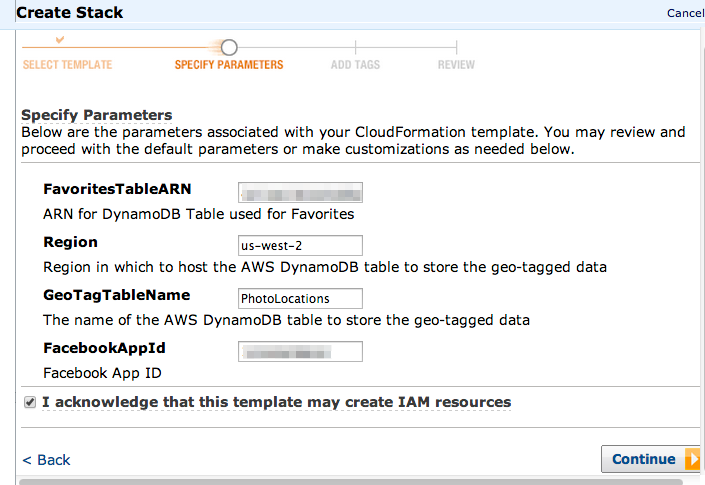 Create Stack
Cancel
SELECT TEMPLATE
SPECIFY PARAMETERS
ADD TAGS
REVIEW
Specify Parameters
Below are the parameters associated with your CloudFormation template. You may review and
proceed with the default parameters or make customizations as needed below.
FavoritesTableARN
ARN for DynamoDB Table used for Favorites
Region
us-west-2
Region in which to host the AWS DynamoDB table to store the geo-tagged data
GeoTagTableName
PhotoLocations
The name of the AWS DynamoDB table to store the geo-tagged data
FacebookAppId
Facebook App ID
I acknowledge that this template may create IAM resources
< Back
Continue